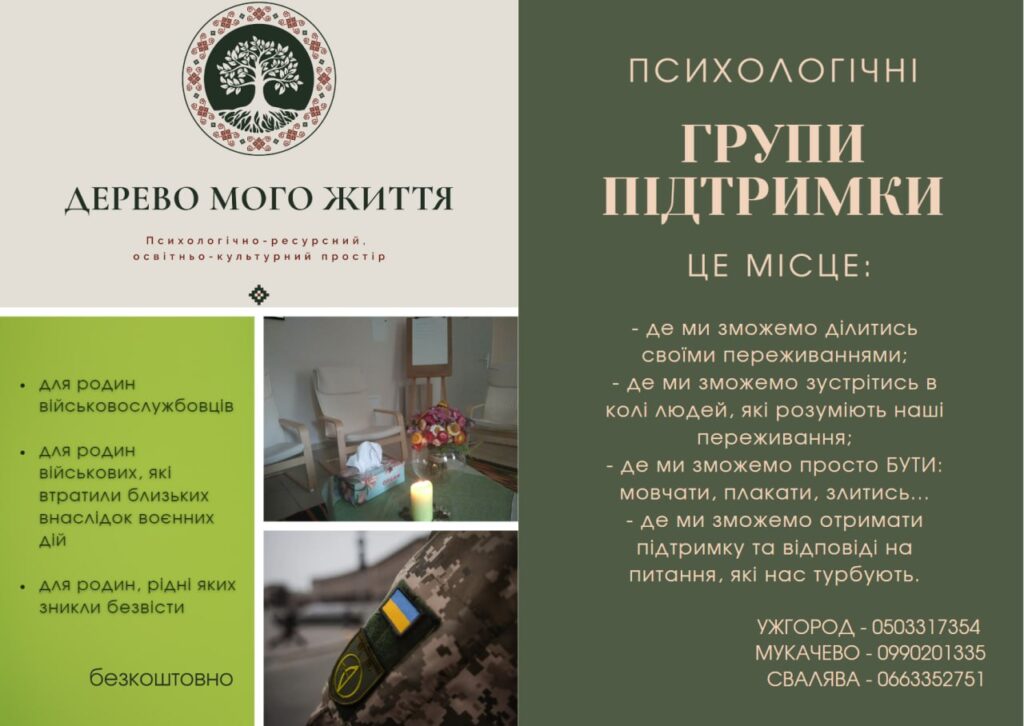 ДЕРЕВО МОГО ЖИТТЯ
Психологічно-ресурсний,
освітньо-культурний простір
• для родин
військовослужбовців
• для родин
військових, які
втратили близьких
внаслідок воєнних
дій
• для родин, рідні яких
зникли безвісти
безкоштовно
ПСИХОЛОГІЧНІ
ГРУПИ
ПІДТРИМКИ
ЦЕ МІСЦЕ:
- де ми зможемо ділитись
своїми переживаннями;
- де ми зможемо зустрітись в
колі людей, які розуміють наші
переживання;
- де ми зможемо просто БУТИ:
мовчати, плакати, злитись...
- де ми зможемо отримати
підтримку та відповіді на
питання, які нас турбують.
УЖГОРОД - 0503317354
МУКАЧЕВО - 0990201335
СВАЛЯВА - 0663352751